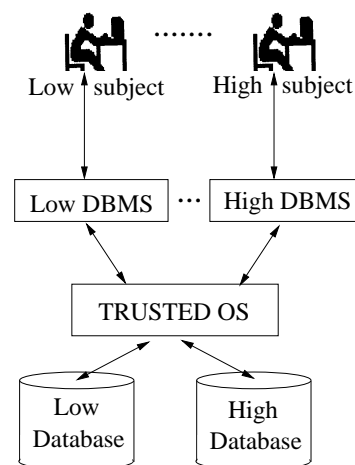 Low subject High subject
Low DBMS ... High DBMS
TRUSTED OS
Low High
Database Database